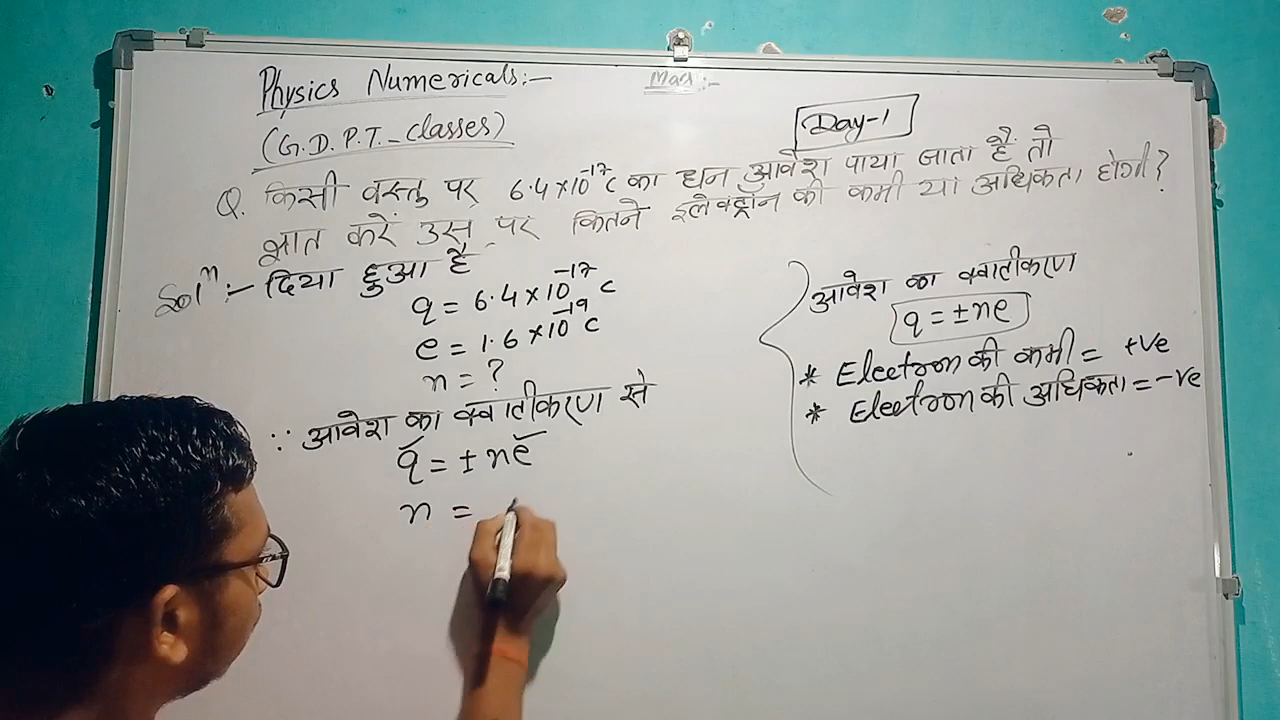 Physics Numericals:-
(G.D.P.T.-classes)
Day-1
Q. किसी वस्तु पर 6.4×10⁻¹⁷C का धन आवेश पाया जाता है तो
ज्ञात करें उस पर कितने इलेक्ट्रॉन की कमी या अधिकता होगी?
Solⁿ:- दिया हुआ है
q = 6.4×10⁻¹⁷ C
e = 1.6×10⁻¹⁹ C
n = ?
∵ आवेश का क्वातीकरण से
q = ± ne
n =
आवेश का क्वातीकरण
q = ±ne
* Electron की कमी = +ve
* Electron की अधिकता = -ve